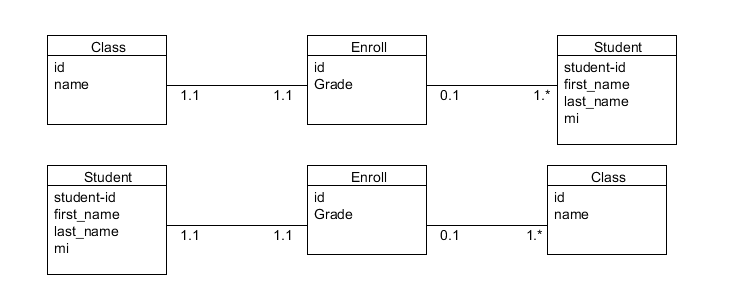 Class
id
name
1.1
1.1
Enroll
id
Grade
0.1
1.*
Student
student-id
first_name
last_name
mi
Student
student-id
first_name
last_name
mi
1.1
1.1
Enroll
id
Grade
0.1
1.*
Class
id
name